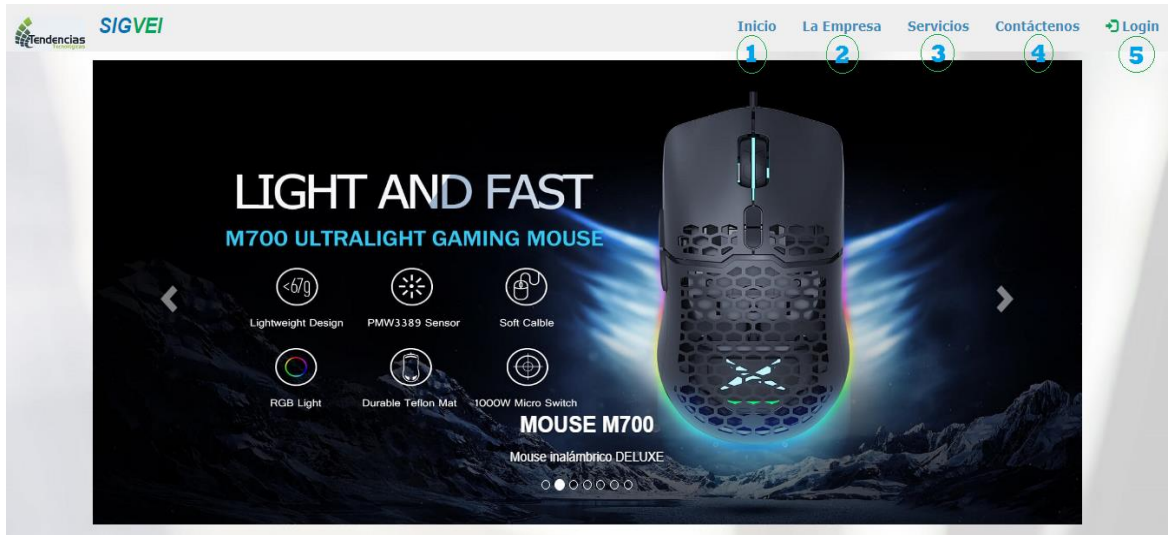 Tendencias
Tecnológicas
SIGVEI
Inicio La Empresa Servicios Contáctenos Login
1 2 3 4 5
LIGHT AND FAST
M700 ULTRALIGHT GAMING MOUSE
<67g
Lightweight Design PMW3389 Sensor Soft Calble
RGB Light Durable Teflon Mat 1000W Micro Switch
MOUSE M700
Mouse inalámbrico DELUXE